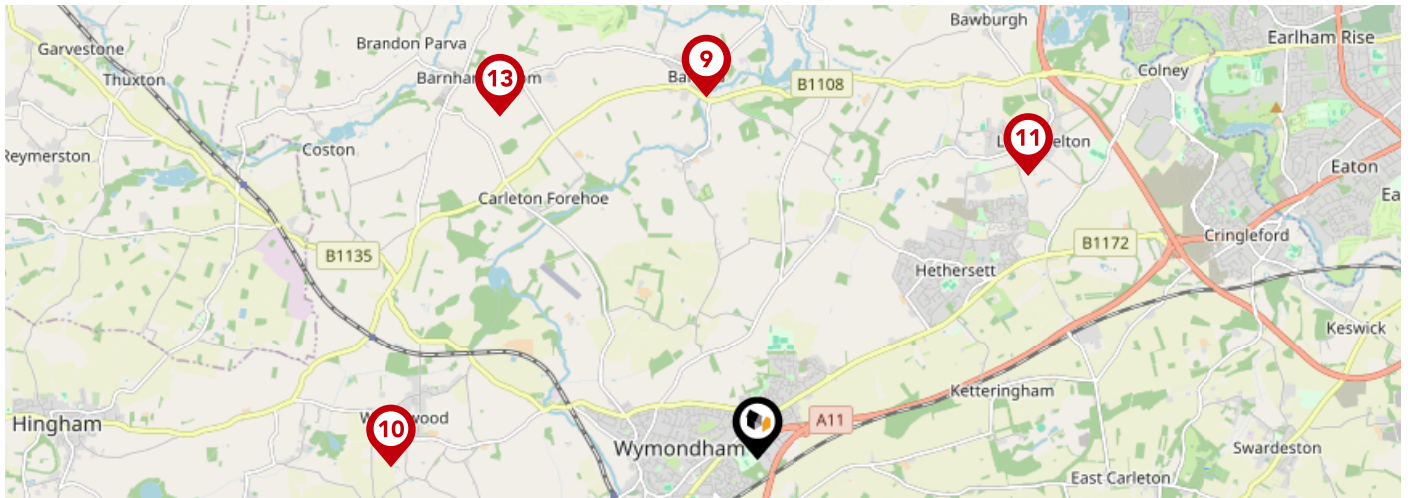 Bawburgh
Garvestone
Brandon Parva
9
Earlham Rise
Thuxton
13
B1108
Colney
11
Reymerston
Coston
Eaton
Carleton Forehoe
Cringleford
B1172
B1135
Hethersett
Keswick
Ketteringham
Hingham
10
A11
Wymondham
Swardeston
East Carleton